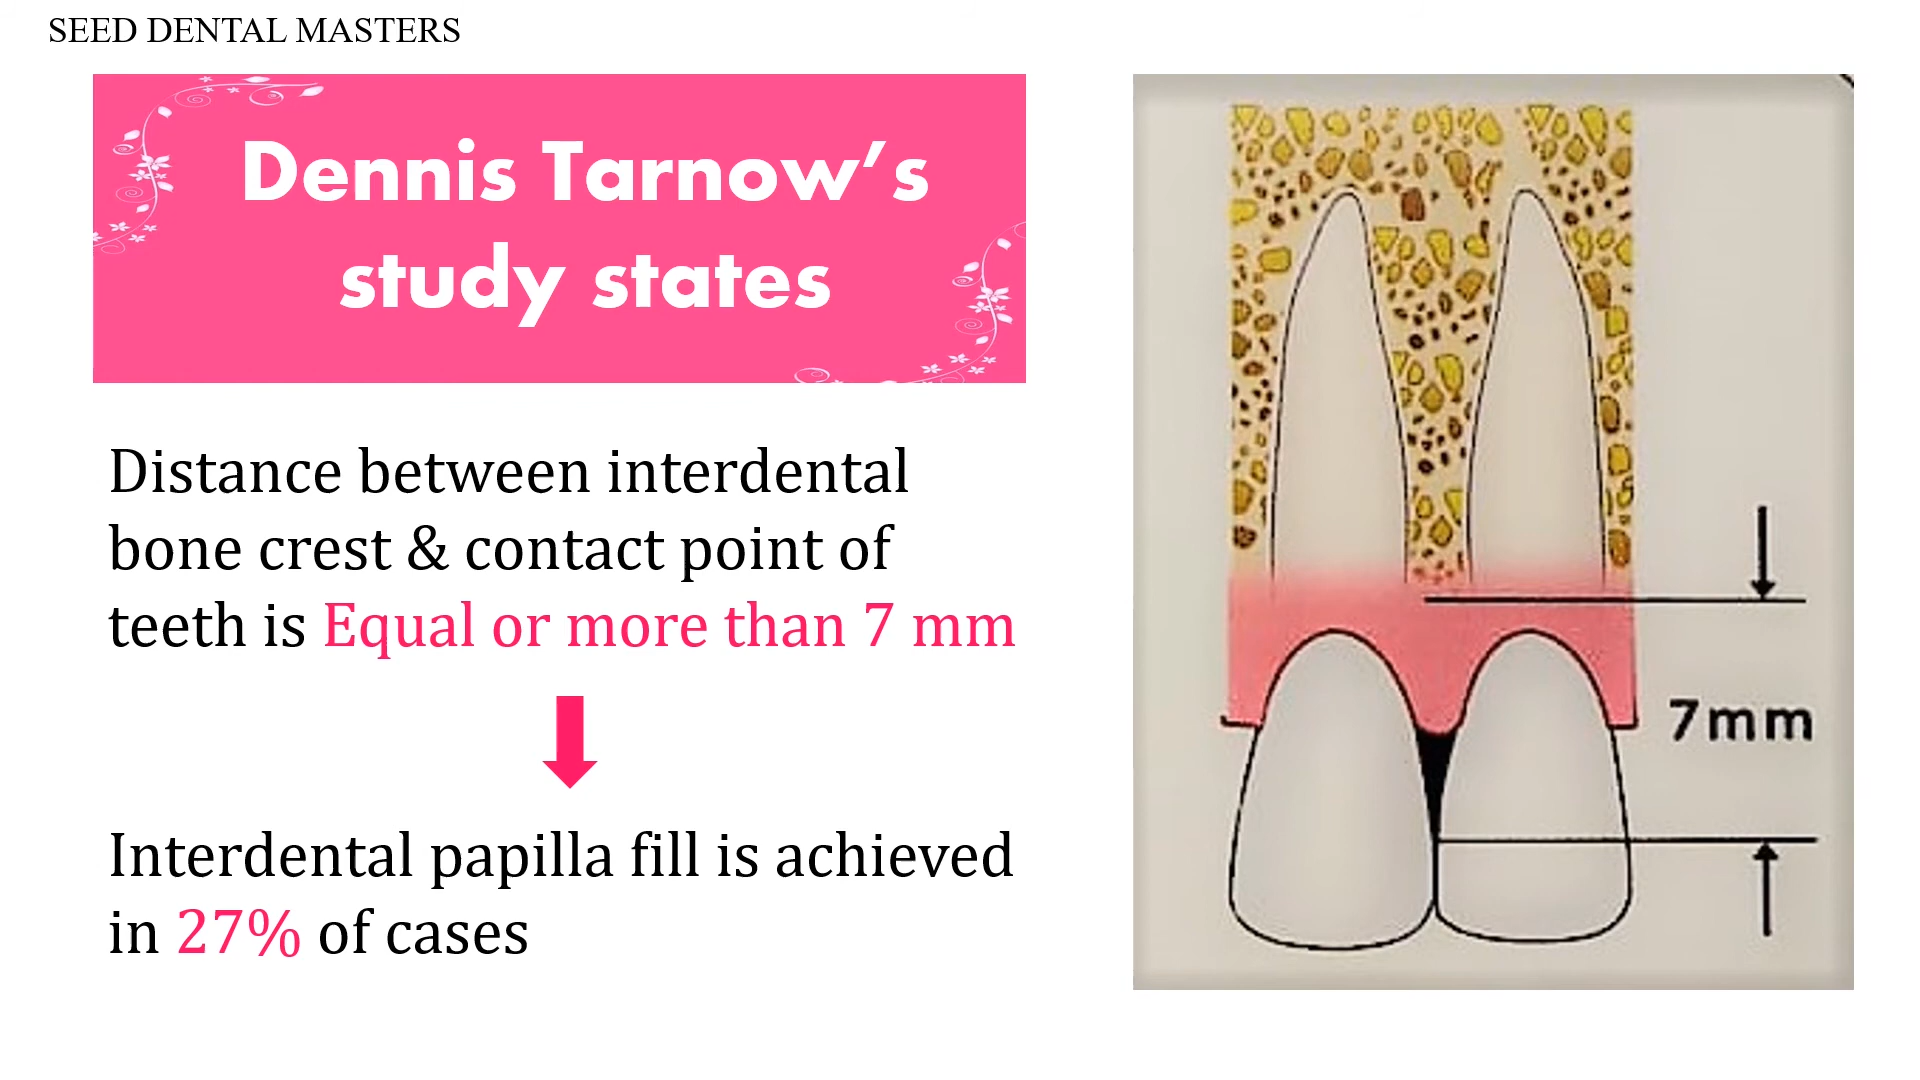 SEED DENTAL MASTERS
Dennis Tarnow’s
study states
Distance between interdental
bone crest & contact point of
teeth is Equal or more than 7 mm
Interdental papilla fill is achieved
in 27% of cases
7mm